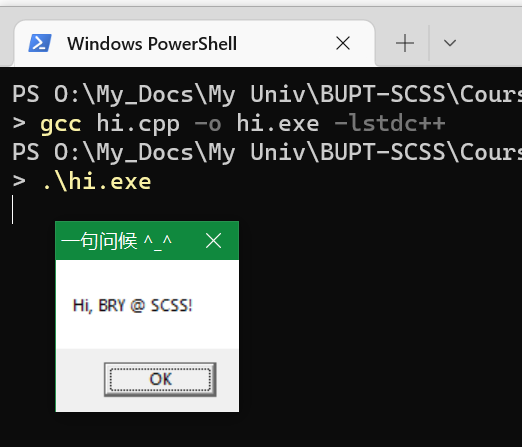 Windows PowerShell
PS O:\My_Docs\My Univ\BUPT-SCSS\Cours
> gcc hi.cpp -o hi.exe -lstdc++
PS O:\My_Docs\My Univ\BUPT-SCSS\Cours
> .\hi.exe
一句问候 ^_^
Hi, BRY @ SCSS!
OK